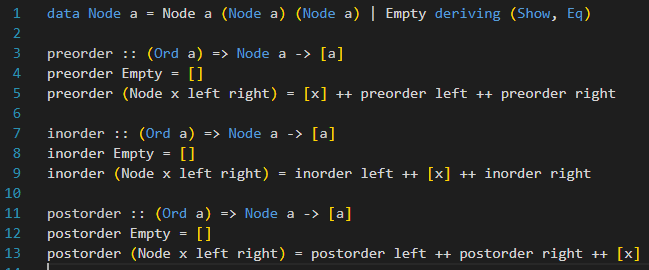 1 data Node a = Node a (Node a) (Node a) | Empty deriving (Show, Eq)
2
3 preorder :: (Ord a) => Node a -> [a]
4 preorder Empty = []
5 preorder (Node x left right) = [x] ++ preorder left ++ preorder right
6
7 inorder :: (Ord a) => Node a -> [a]
8 inorder Empty = []
9 inorder (Node x left right) = inorder left ++ [x] ++ inorder right
10
11 postorder :: (Ord a) => Node a -> [a]
12 postorder Empty = []
13 postorder (Node x left right) = postorder left ++ postorder right ++ [x]